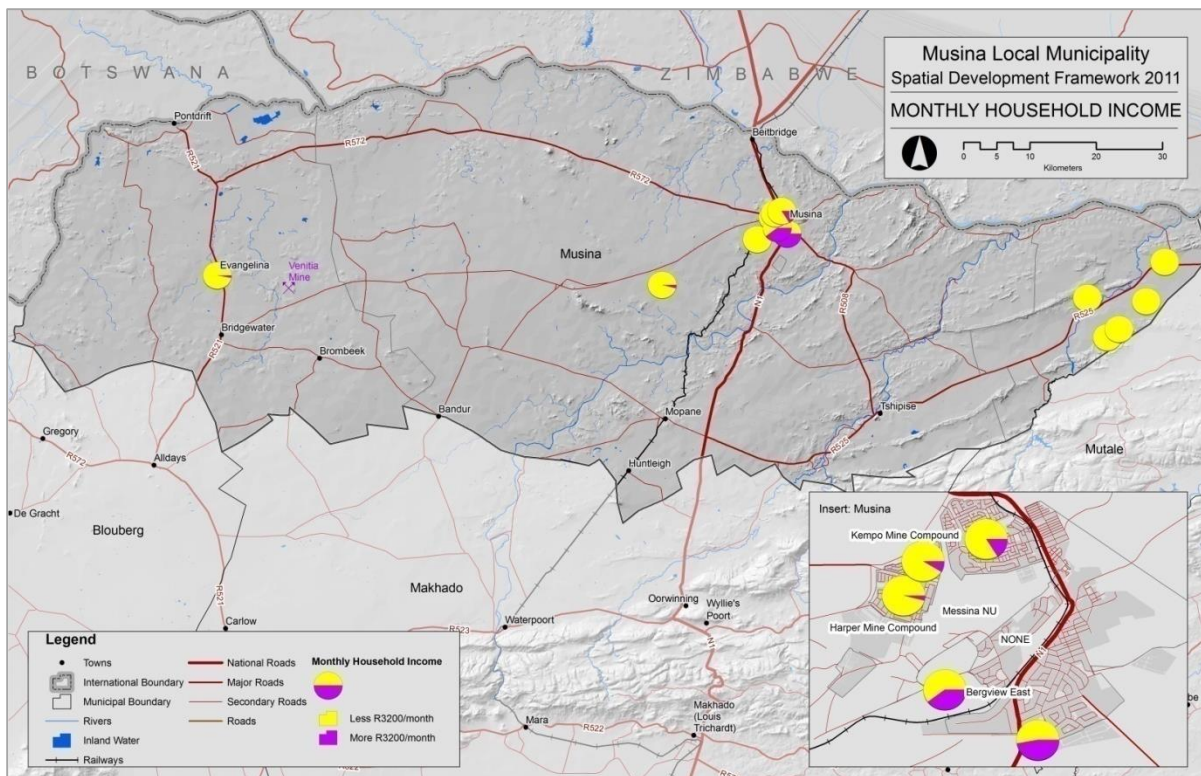 BOTSWANA
ZIMBABWE
Musina Local Municipality
Spatial Development Framework 2011
MONTHLY HOUSEHOLD INCOME
0 5 10 20 30
Kilometers
Pontdrift
Beitbridge
R521
R572
R572
Musina
Evangelina
Venitia
Mine
Musina
N1
R508
R525
Bridgewater
R521
Brombeek
Bandur
Mopane
Tshipise
R525
Gregory
R572
Alldays
Huntleigh
Mutale
De Gracht
Blouberg
R521
Makhado
Oorwinning
Wyllie's
Poort
Carlow
R523
Waterpoort
N1
Makhado
(Louis
Trichardt)
Mara
R522
Legend
Towns
International Boundary
Municipal Boundary
Rivers
Inland Water
Railways
National Roads
Major Roads
Secondary Roads
Roads
Monthly Household Income
Less R3200/month
More R3200/month
Insert: Musina
Kempo Mine Compound
Messina NU
Harper Mine Compound
NONE
N1
Bergview East